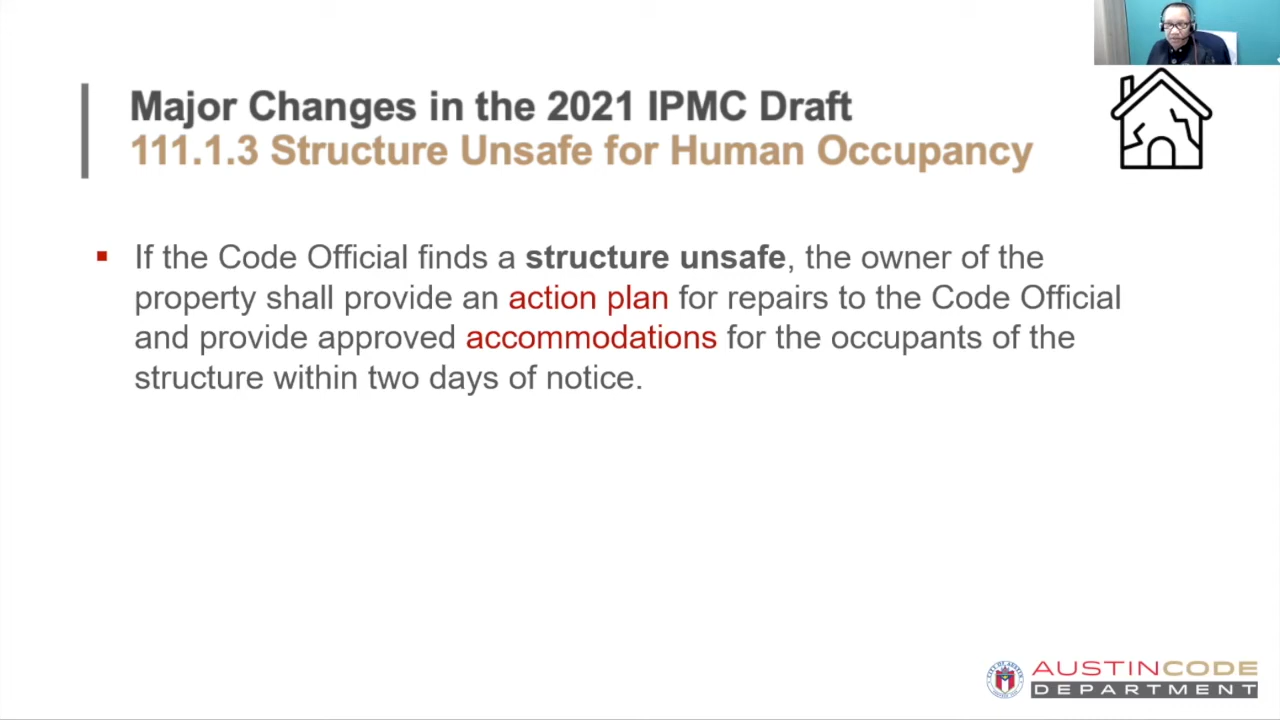 Major Changes in the 2021 IPMC Draft
111.1.3 Structure Unsafe for Human Occupancy
▪ If the Code Official finds a structure unsafe, the owner of the
property shall provide an action plan for repairs to the Code Official
and provide approved accommodations for the occupants of the
structure within two days of notice.
AUSTINCODE
DEPARTMENT